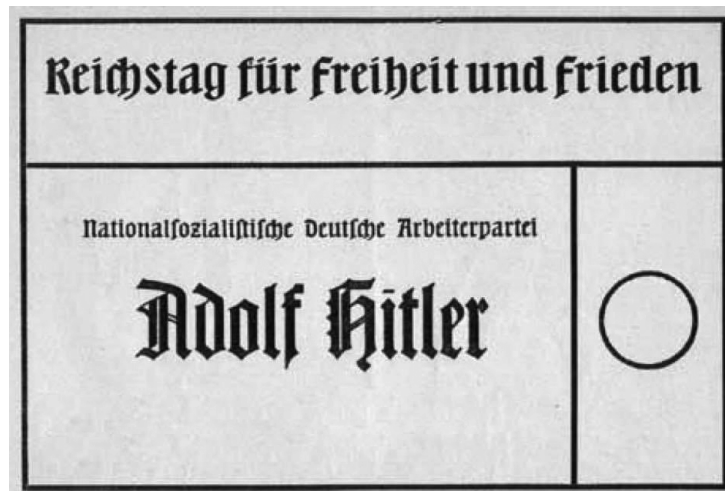 Reichstag für Freiheit und Frieden
Nationalſozialiſtiſche Deutſche Arbeiterpartei
Adolf Hitler